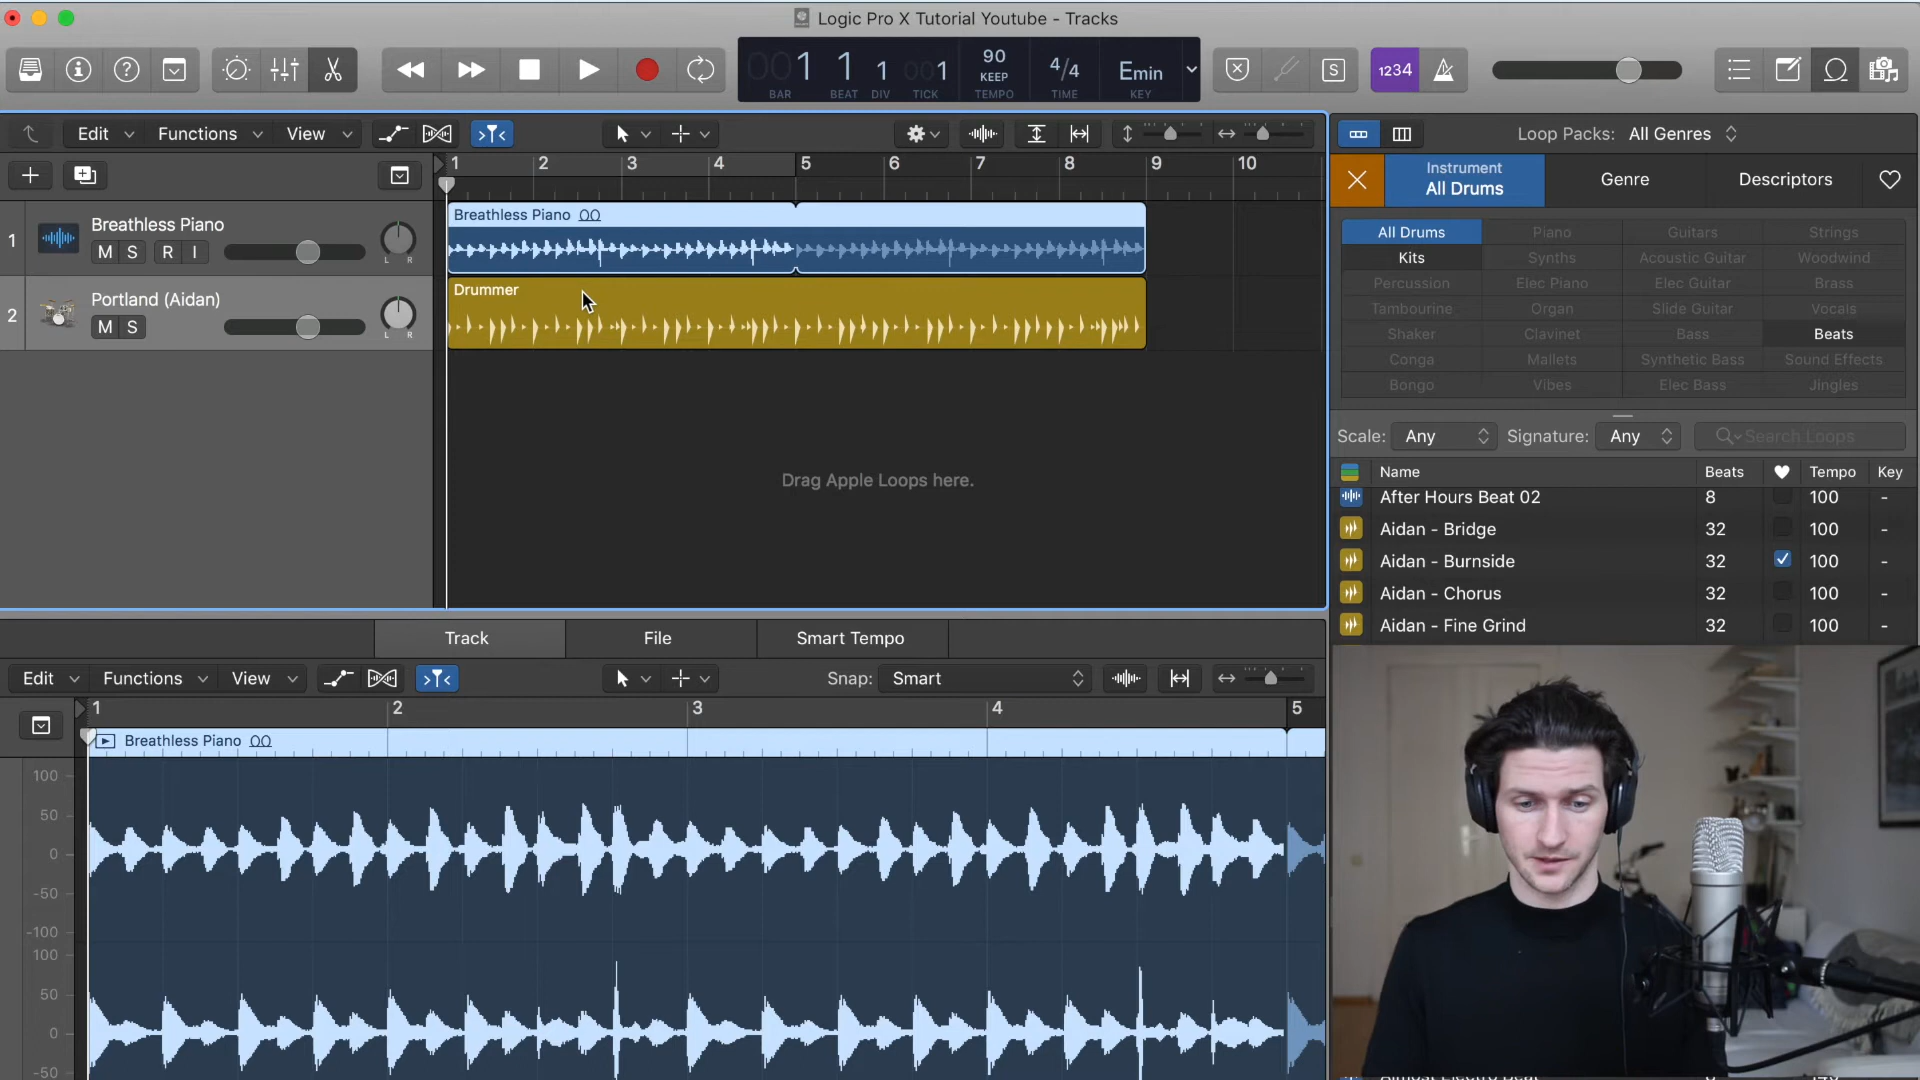 Logic Pro X Tutorial Youtube - Tracks
001 1 1 001
BAR BEAT DIV TICK
90
KEEP
TEMPO
4/4
TIME
Emin
KEY
S
1234
Edit Functions View
Loop Packs: All Genres
1 2 3 4 5 6 7 8 9 10
Instrument
All Drums
Genre
Descriptors
1 Breathless Piano
M S R I
L R
Breathless Piano
2 Portland (Aidan)
M S
L R
Drummer
Drag Apple Loops here.
All Drums Piano Guitars Strings
Kits Synths Acoustic Guitar Woodwind
Percussion Elec Piano Elec Guitar Brass
Tambourine Organ Slide Guitar Vocals
Shaker Clavinet Bass Beats
Conga Mallets Synthetic Bass Sound Effects
Bongo Vibes Elec Bass Jingles
Scale: Any Signature: Any Search Loops
Name Beats Tempo Key
After Hours Beat 02 8 100 -
Aidan - Bridge 32 100 -
Aidan - Burnside 32 100 -
Aidan - Chorus 32 100 -
Aidan - Fine Grind 32 100 -
Track File Smart Tempo
Edit Functions View Snap: Smart
1 2 3 4 5
Breathless Piano
100
50
0
-50
-100
100
50
0
-50